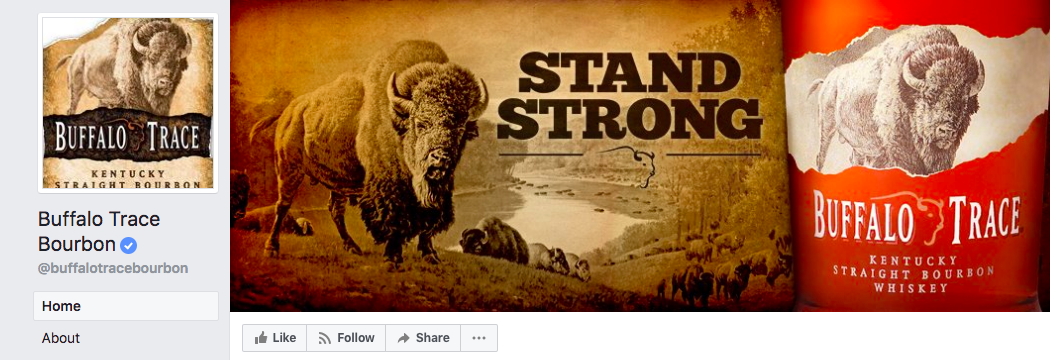 BUFFALO TRACE
KENTUCKY
STRAIGHT BOURBON
Buffalo Trace
Bourbon
@buffalotracebourbon
Home
About
STAND
STRONG
BUFFALO TRACE
KENTUCKY
STRAIGHT BOURBON
WHISKEY
Like
Follow
Share